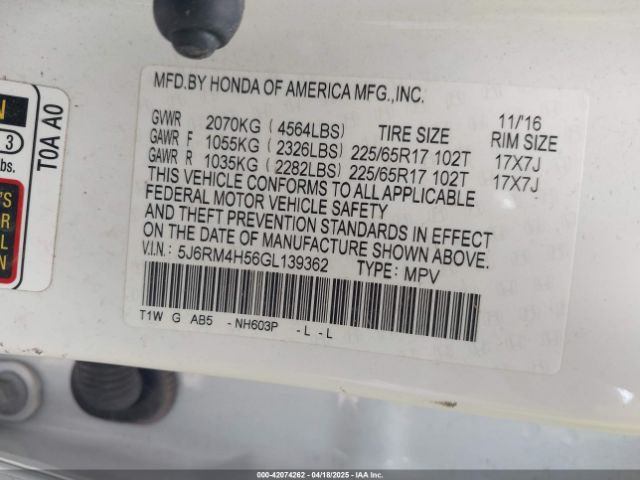 MFD.BY HONDA OF AMERICA MFG.,INC.
11/'16
GVWR 2070KG ( 4564LBS) TIRE SIZE RIM SIZE
GAWR F 1055KG ( 2326LBS) 225/65R17 102T 17X7J
GAWR R 1035KG ( 2282LBS) 225/65R17 102T 17X7J
THIS VEHICLE CONFORMS TO ALL APPLICABLE
FEDERAL MOTOR VEHICLE SAFETY
AND THEFT PREVENTION STANDARDS IN EFFECT
ON THE DATE OF MANUFACTURE SHOWN ABOVE.
V.I.N.: 5J6RM4H56GL139362 TYPE: MPV
T1W G AB5 - NH603P - L - L
T0A A0
N
3
bs.
'S
R
L
N
000-42074262 - 04/18/2025 - IAA Inc.